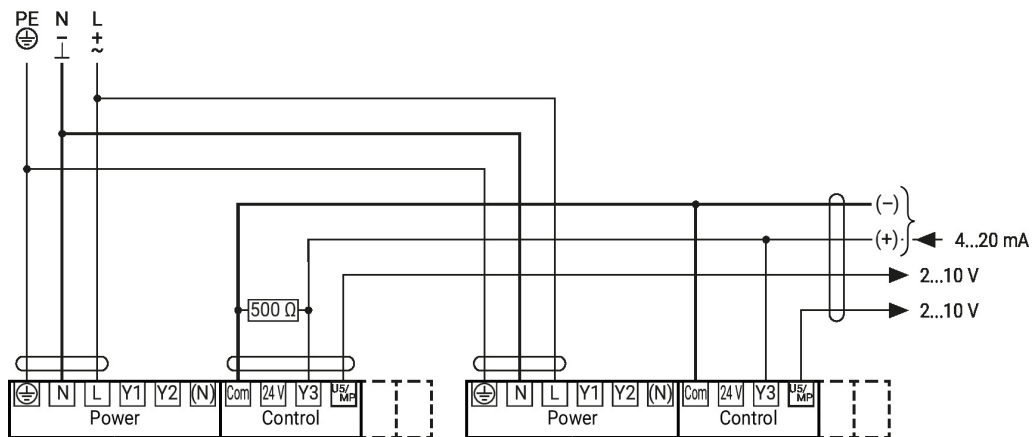 PE N L
− +
⊥ ~
(−)
(+) 4...20 mA
2...10 V
500 Ω 2...10 V
N L Y1 Y2 (N) Com 24 V Y3 U5/MP N L Y1 Y2 (N) Com 24 V Y3 U5/MP
Power Control Power Control